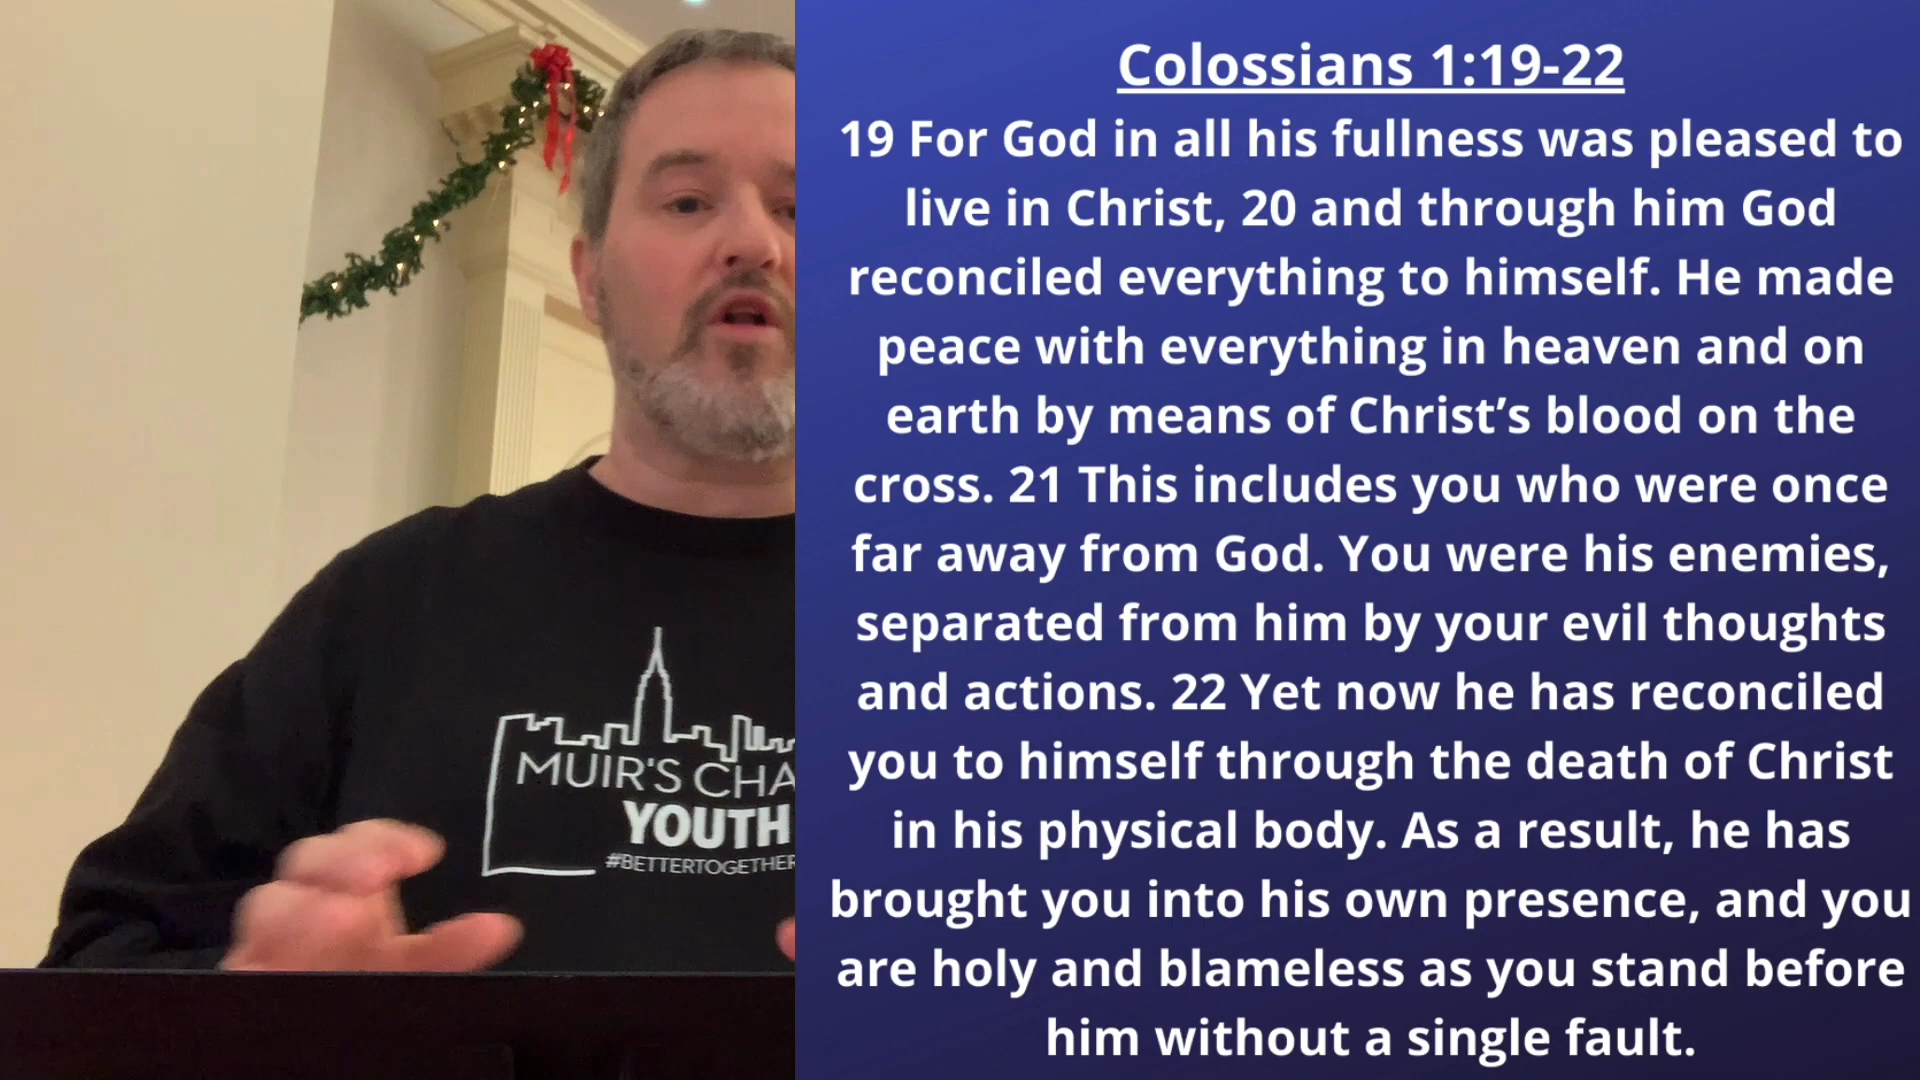 MUIR'S CHA
YOUTH
#BETTERTOGETHER
Colossians 1:19-22
19 For God in all his fullness was pleased to
live in Christ, 20 and through him God
reconciled everything to himself. He made
peace with everything in heaven and on
earth by means of Christ’s blood on the
cross. 21 This includes you who were once
far away from God. You were his enemies,
separated from him by your evil thoughts
and actions. 22 Yet now he has reconciled
you to himself through the death of Christ
in his physical body. As a result, he has
brought you into his own presence, and you
are holy and blameless as you stand before
him without a single fault.